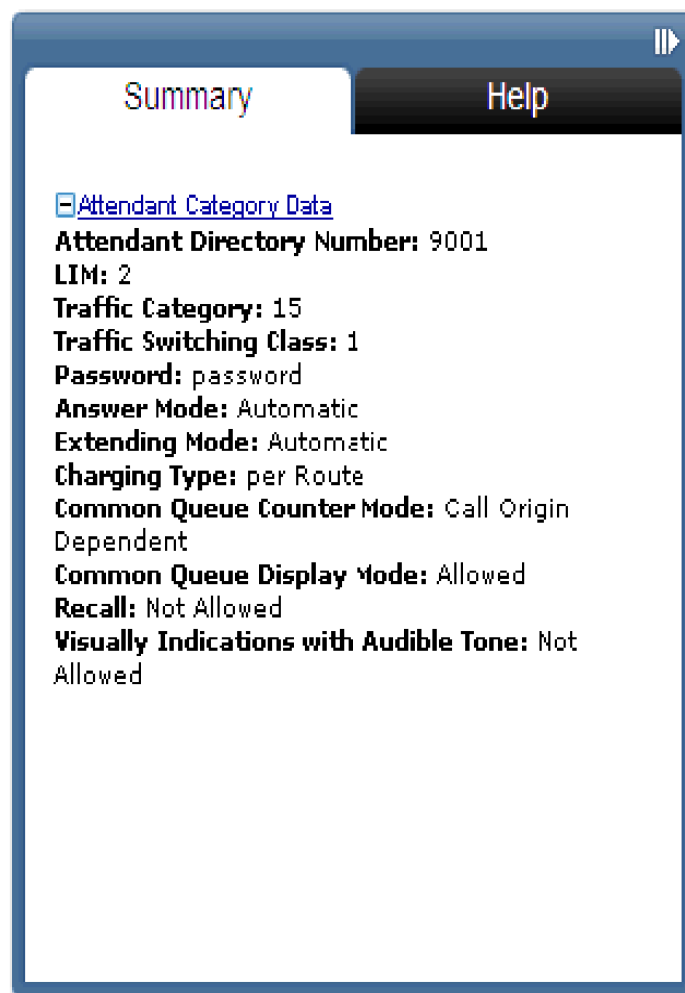 Summary
Help
Attendant Category Data
Attendant Directory Number: 9001
LIM: 2
Traffic Category: 15
Traffic Switching Class: 1
Password: password
Answer Mode: Automatic
Extending Mode: Automatic
Charging Type: per Route
Common Queue Counter Mode: Call Origin
Dependent
Common Queue Display Mode: Allowed
Recall: Not Allowed
Visually Indications with Audible Tone: Not
Allowed